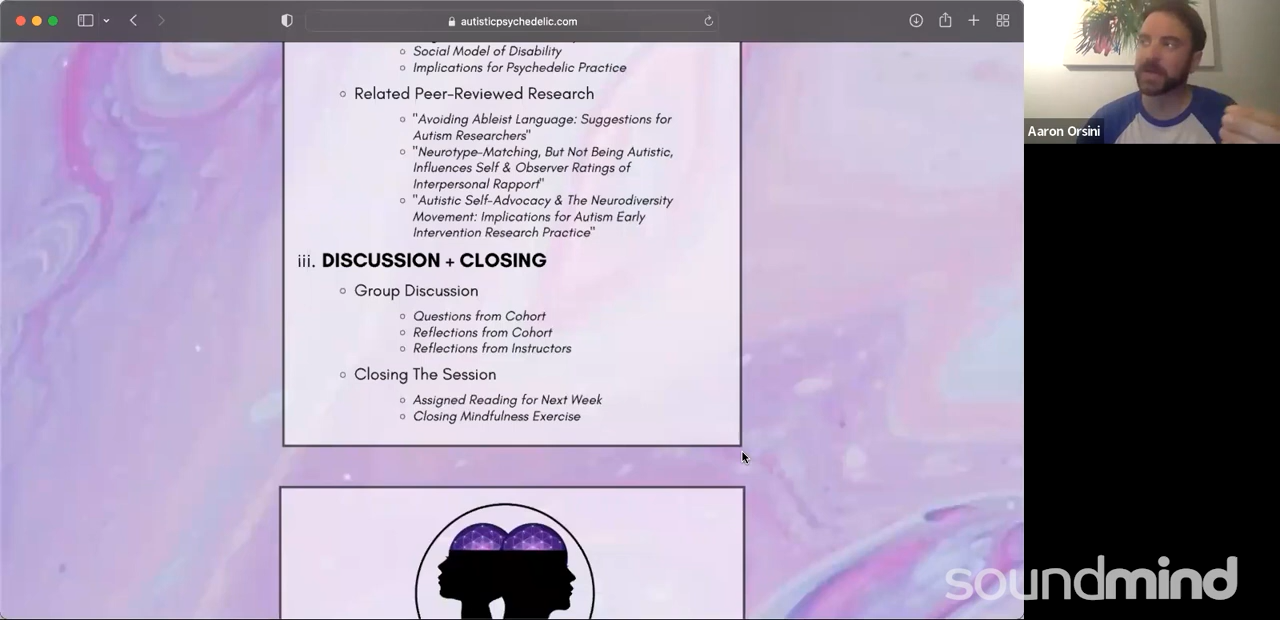 autisticpsychedelic.com
Social Model of Disability
Implications for Psychedelic Practice
Related Peer-Reviewed Research
"Avoiding Ableist Language: Suggestions for
Autism Researchers"
"Neurotype-Matching, But Not Being Autistic,
Influences Self & Observer Ratings of
Interpersonal Rapport"
"Autistic Self-Advocacy & The Neurodiversity
Movement: Implications for Autism Early
Intervention Research Practice"
iii. DISCUSSION + CLOSING
Group Discussion
Questions from Cohort
Reflections from Cohort
Reflections from Instructors
Closing The Session
Assigned Reading for Next Week
Closing Mindfulness Exercise
Aaron Orsini
soundmind